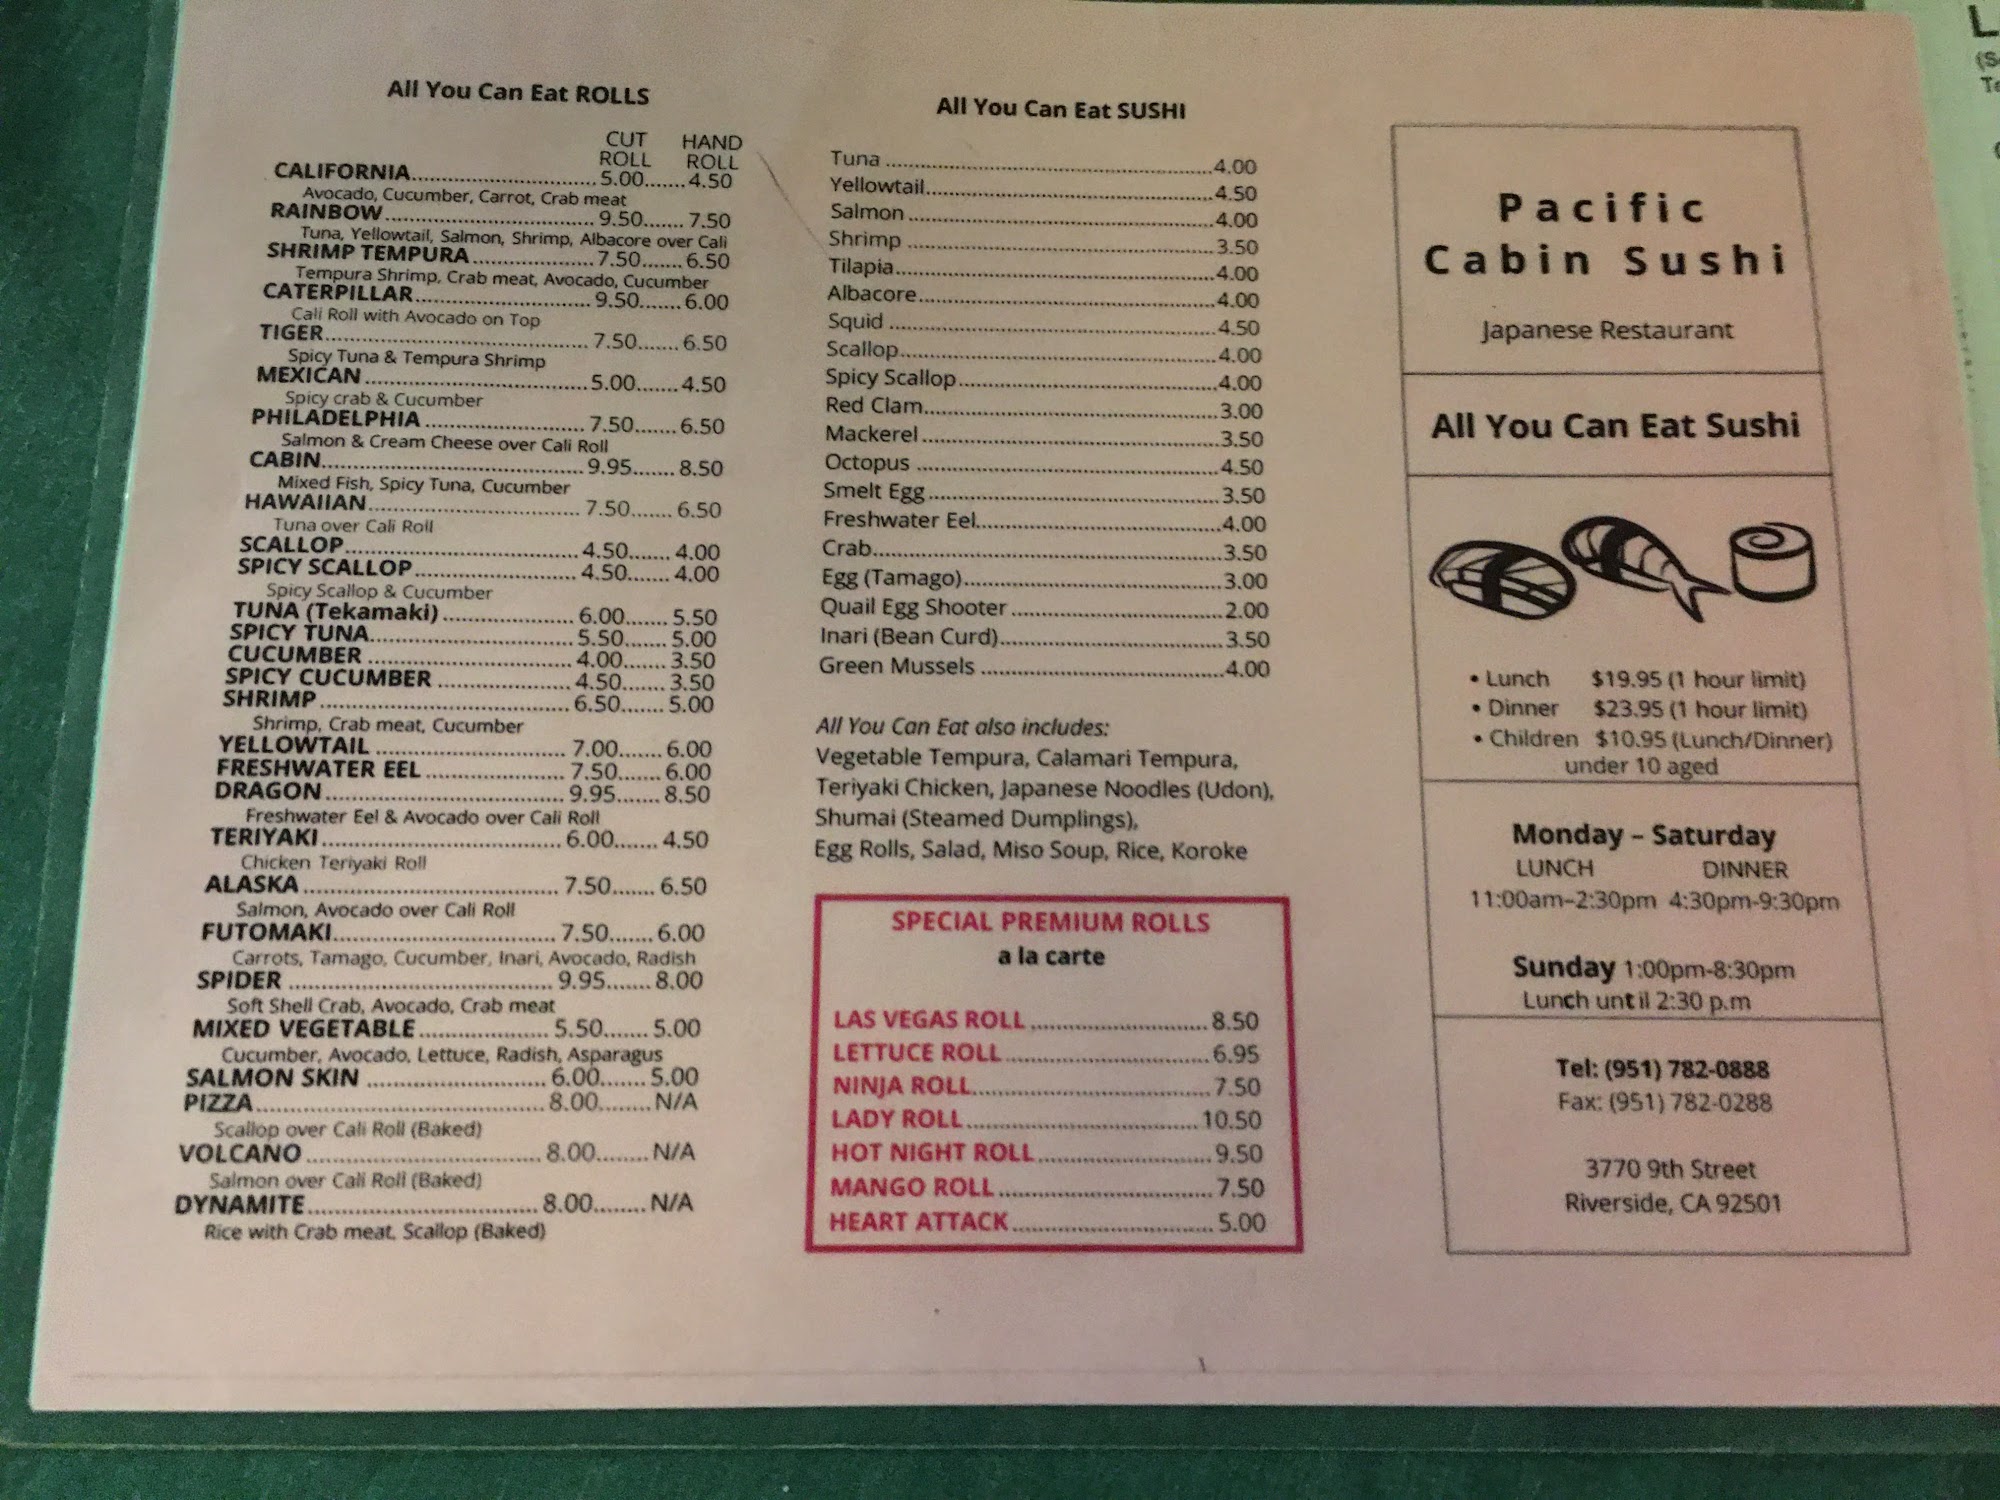 All You Can Eat ROLLS
CUT HAND
ROLL ROLL
CALIFORNIA.............................5.00.......4.50
Avocado, Cucumber, Carrot, Crab meat
RAINBOW.................................9.50.......7.50
Tuna, Yellowtail, Salmon, Shrimp, Albacore over Cali
SHRIMP TEMPURA...................7.50.......6.50
Tempura Shrimp, Crab meat, Avocado, Cucumber
CATERPILLAR............................9.50.......6.00
Cali Roll with Avocado on Top
TIGER..........................................7.50.......6.50
Spicy Tuna & Tempura Shrimp
MEXICAN...................................5.00.......4.50
Spicy crab & Cucumber
PHILADELPHIA.........................7.50.......6.50
Salmon & Cream Cheese over Cali Roll
CABIN.........................................9.95.......8.50
Mixed Fish, Spicy Tuna, Cucumber
HAWAIIAN.................................7.50.......6.50
Tuna over Cali Roll
SCALLOP.....................................4.50.......4.00
SPICY SCALLOP.........................4.50.......4.00
Spicy Scallop & Cucumber
TUNA (Tekamaki).....................6.00.......5.50
SPICY TUNA................................5.50.......5.00
CUCUMBER................................4.00.......3.50
SPICY CUCUMBER.....................4.50.......3.50
SHRIMP.......................................6.50.......5.00
Shrimp, Crab meat, Cucumber
YELLOWTAIL..............................7.00.......6.00
FRESHWATER EEL......................7.50.......6.00
DRAGON.....................................9.95.......8.50
Freshwater Eel & Avocado over Cali Roll
TERIYAKI.....................................6.00.......4.50
Chicken Teriyaki Roll
ALASKA.......................................7.50.......6.50
Salmon, Avocado over Cali Roll
FUTOMAKI..................................7.50.......6.00
Carrots, Tamago, Cucumber, Inari, Avocado, Radish
SPIDER........................................9.95.......8.00
Soft Shell Crab, Avocado, Crab meat
MIXED VEGETABLE....................5.50.......5.00
Cucumber, Avocado, Lettuce, Radish, Asparagus
SALMON SKIN...........................6.00.......5.00
PIZZA...........................................8.00........N/A
Scallop over Cali Roll (Baked)
VOLCANO...................................8.00........N/A
Salmon over Cali Roll (Baked)
DYNAMITE..................................8.00........N/A
Rice with Crab meat, Scallop (Baked)
All You Can Eat SUSHI
Tuna....................................................4.00
Yellowtail.............................................4.50
Salmon................................................4.00
Shrimp................................................3.50
Tilapia..................................................4.00
Albacore..............................................4.00
Squid...................................................4.50
Scallop.................................................4.00
Spicy Scallop........................................4.00
Red Clam.............................................3.00
Mackerel..............................................3.50
Octopus...............................................4.50
Smelt Egg.............................................3.50
Freshwater Eel......................................4.00
Crab.....................................................3.50
Egg (Tamago).......................................3.00
Quail Egg Shooter.................................2.00
Inari (Bean Curd)..................................3.50
Green Mussels.....................................4.00
All You Can Eat also includes:
Vegetable Tempura, Calamari Tempura,
Teriyaki Chicken, Japanese Noodles (Udon),
Shumai (Steamed Dumplings),
Egg Rolls, Salad, Miso Soup, Rice, Koroke
SPECIAL PREMIUM ROLLS
a la carte
LAS VEGAS ROLL..........................8.50
LETTUCE ROLL..............................6.95
NINJA ROLL...................................7.50
LADY ROLL..................................10.50
HOT NIGHT ROLL..........................9.50
MANGO ROLL................................7.50
HEART ATTACK..............................5.00
Pacific
Cabin Sushi
Japanese Restaurant
All You Can Eat Sushi
• Lunch $19.95 (1 hour limit)
• Dinner $23.95 (1 hour limit)
• Children $10.95 (Lunch/Dinner)
under 10 aged
Monday – Saturday
LUNCH DINNER
11:00am–2:30pm 4:30pm-9:30pm
Sunday 1:00pm-8:30pm
Lunch until 2:30 p.m
Tel: (951) 782-0888
Fax: (951) 782-0288
3770 9th Street
Riverside, CA 92501